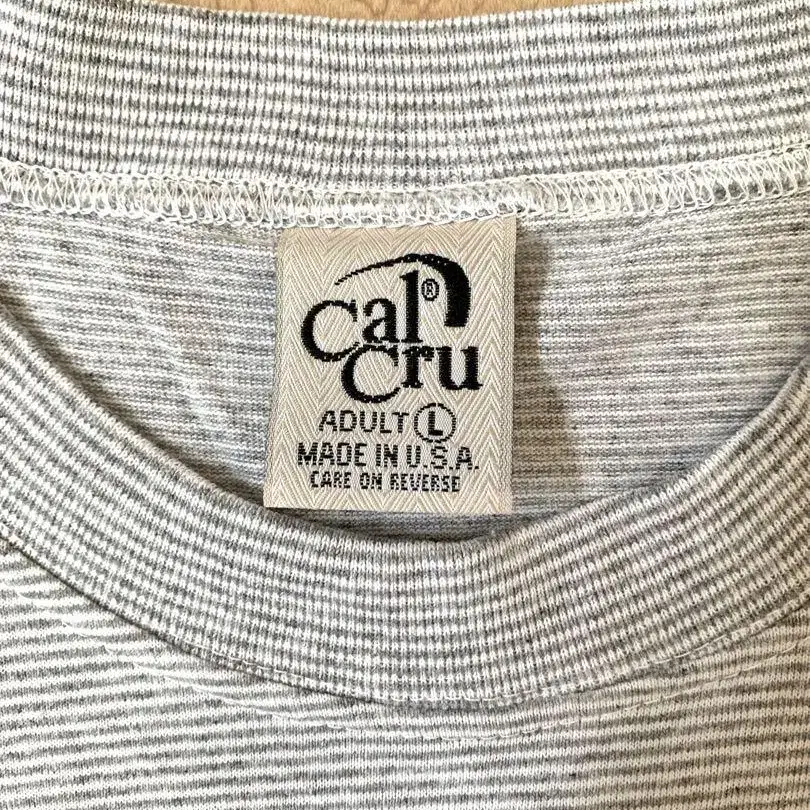 Cal®
Cru
ADULT L
MADE IN U.S.A.
CARE ON REVERSE